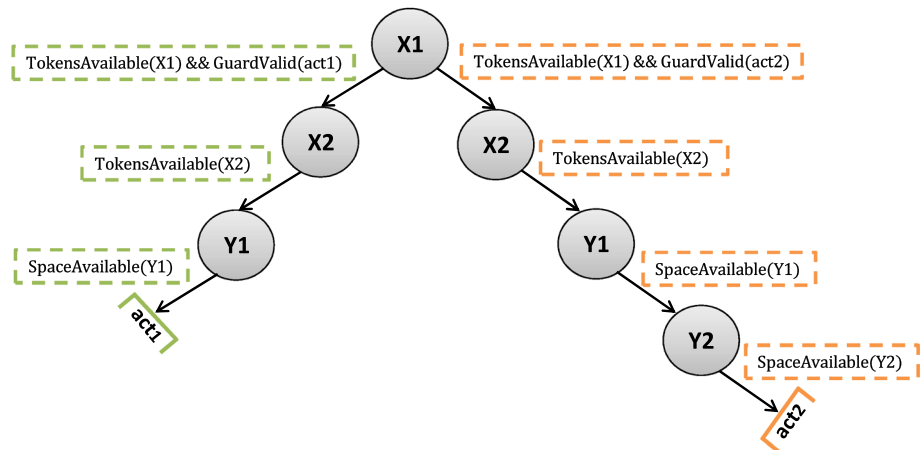 X1
TokensAvailable(X1) && GuardValid(act1)
TokensAvailable(X1) && GuardValid(act2)
X2
X2
TokensAvailable(X2)
TokensAvailable(X2)
Y1
Y1
SpaceAvailable(Y1)
SpaceAvailable(Y1)
act1
Y2
SpaceAvailable(Y2)
act2